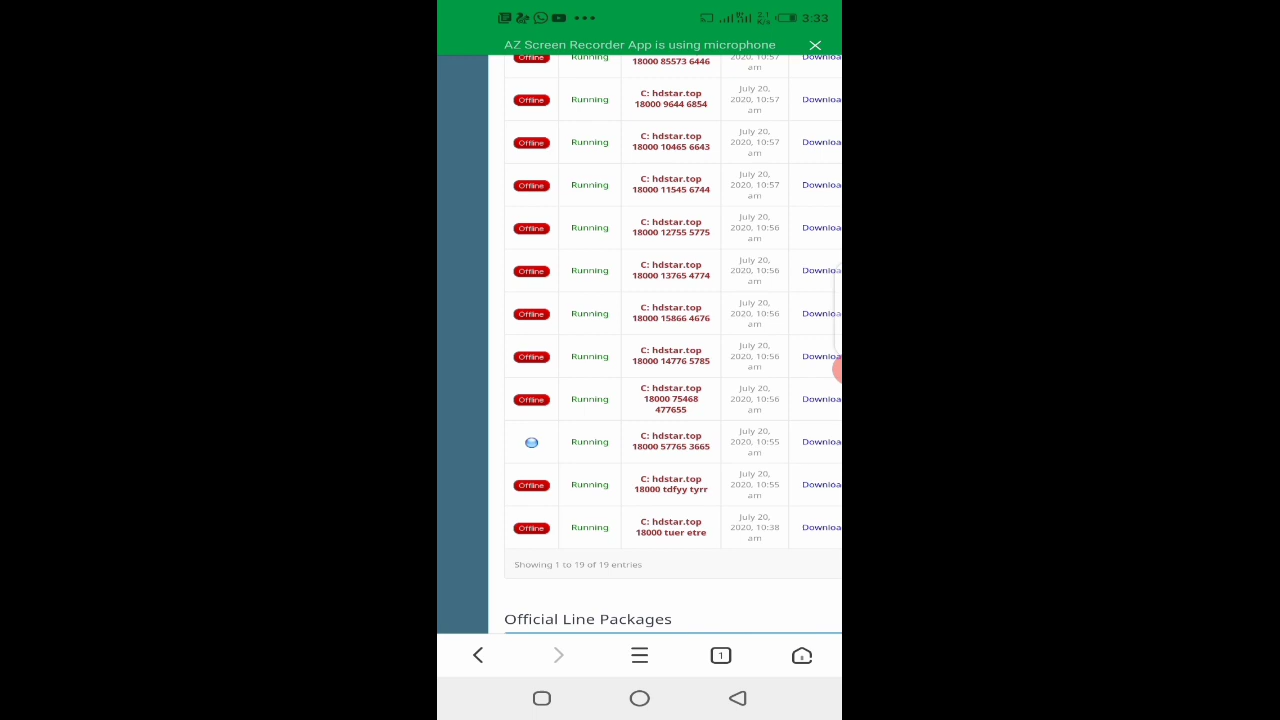 2.1
K/s
3:33
AZ Screen Recorder App is using microphone
Offline Running 18000 85573 6446 2020, 10:57 am Downloa
Offline Running C: hdstar.top 18000 9644 6854 July 20, 2020, 10:57 am Downloa
Offline Running C: hdstar.top 18000 10465 6643 July 20, 2020, 10:57 am Downloa
Offline Running C: hdstar.top 18000 11545 6744 July 20, 2020, 10:57 am Downloa
Offline Running C: hdstar.top 18000 12755 5775 July 20, 2020, 10:56 am Downloa
Offline Running C: hdstar.top 18000 13765 4774 July 20, 2020, 10:56 am Downloa
Offline Running C: hdstar.top 18000 15866 4676 July 20, 2020, 10:56 am Downloa
Offline Running C: hdstar.top 18000 14776 5785 July 20, 2020, 10:56 am Downloa
Offline Running C: hdstar.top 18000 75468 477655 July 20, 2020, 10:56 am Downloa
Running C: hdstar.top 18000 57765 3665 July 20, 2020, 10:55 am Downloa
Offline Running C: hdstar.top 18000 tdfyy tyrr July 20, 2020, 10:55 am Downloa
Offline Running C: hdstar.top 18000 tuer etre July 20, 2020, 10:38 am Downloa
Showing 1 to 19 of 19 entries
Official Line Packages
1